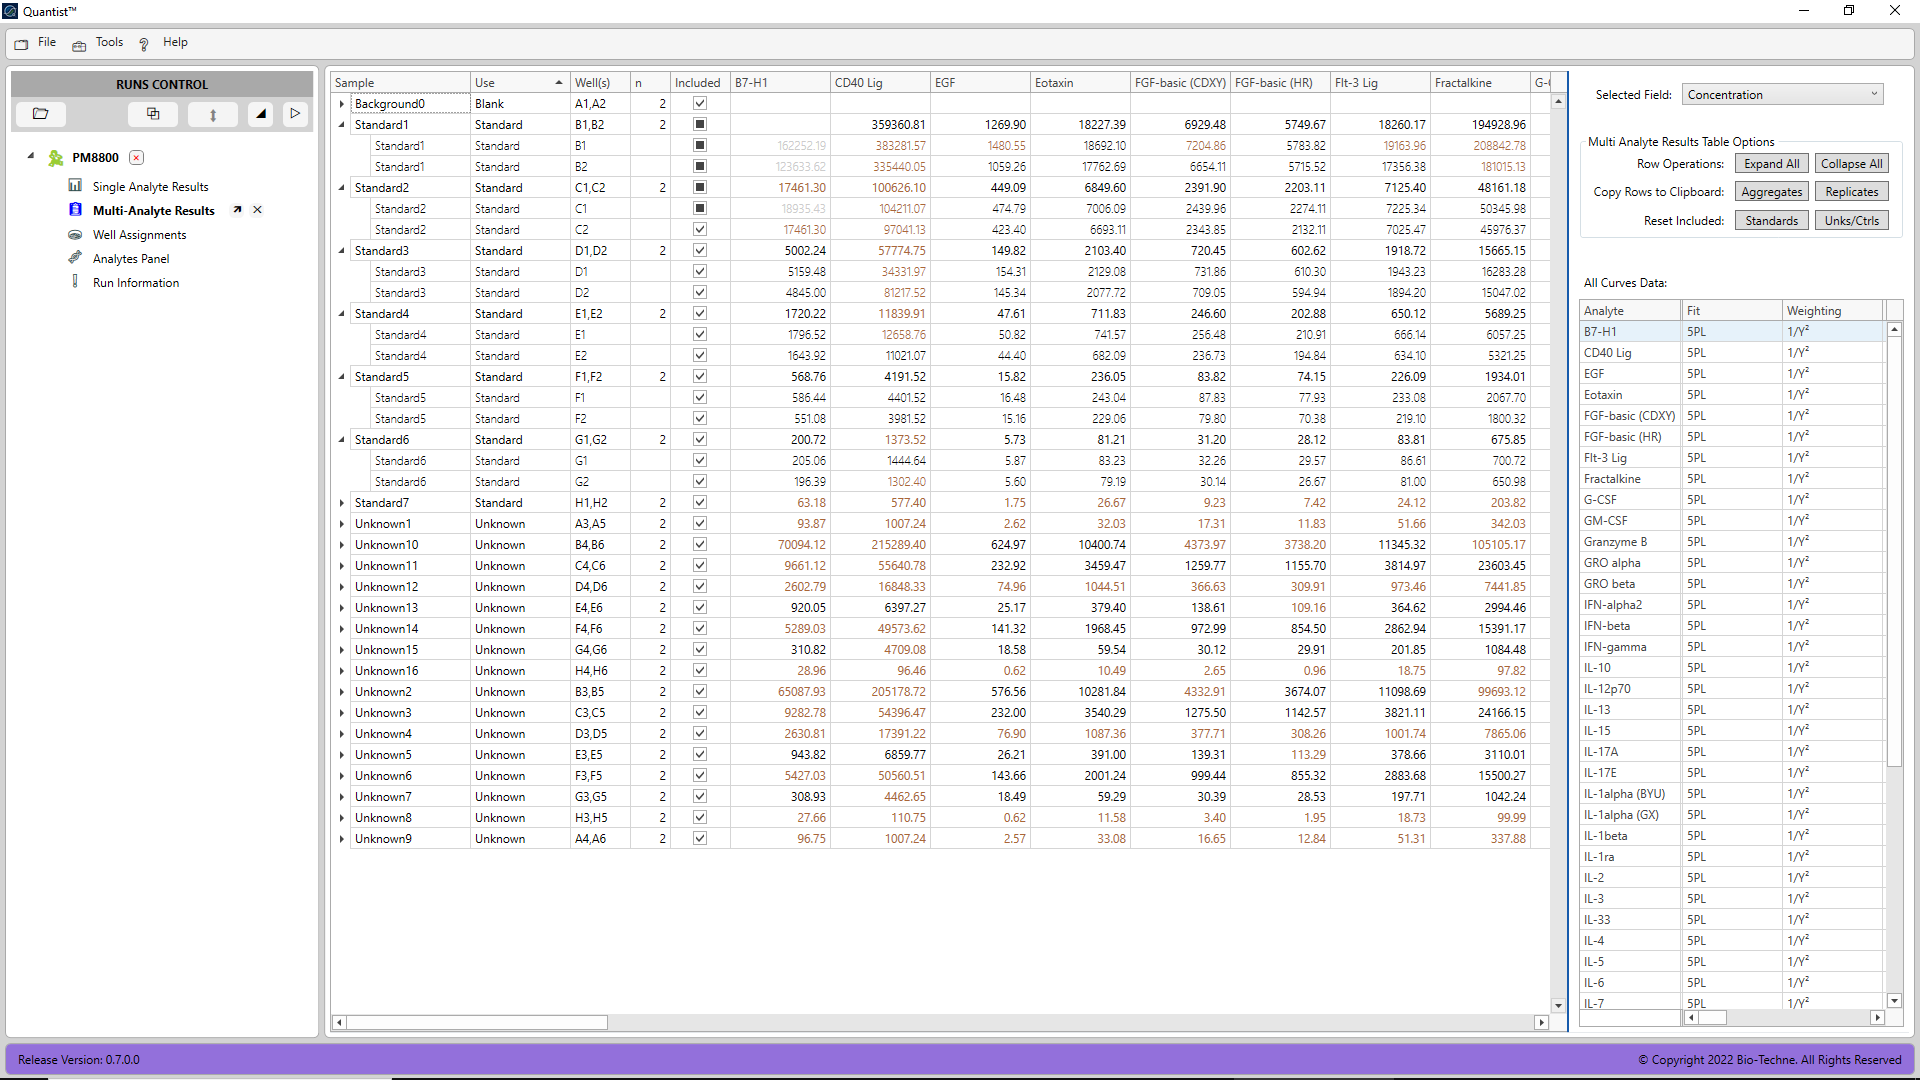 Quantist™
File Tools ? Help
RUNS CONTROL
PM8800
Single Analyte Results
Multi-Analyte Results
Well Assignments
Analytes Panel
Run Information
Sample Use Well(s) n Included B7-H1 CD40 Lig EGF Eotaxin FGF-basic (CDXY) FGF-basic (HR) Flt-3 Lig Fractalkine
Background0 Blank A1,A2 2
Standard1 Standard B1,B2 2 359360.81 1269.90 18227.39 6929.48 5749.67 18260.17 194928.96
Standard1 Standard B1 162252.19 383281.57 1480.55 18692.10 7204.86 5783.82 19163.96 208842.78
Standard1 Standard B2 123633.62 335440.05 1059.26 17762.69 6654.11 5715.52 17356.38 181015.13
Standard2 Standard C1,C2 2 17461.30 100626.10 449.09 6849.60 2391.90 2203.11 7125.40 48161.18
Standard2 Standard C1 18935.43 104211.07 474.79 7006.09 2439.96 2274.11 7225.34 50345.98
Standard2 Standard C2 17461.30 97041.13 423.40 6693.11 2343.85 2132.11 7025.47 45976.37
Standard3 Standard D1,D2 2 5002.24 57774.75 149.82 2103.40 720.45 602.62 1918.72 15665.15
Standard3 Standard D1 5159.48 34331.97 154.31 2129.08 731.86 610.30 1943.23 16283.28
Standard3 Standard D2 4845.00 81217.52 145.34 2077.72 709.05 594.94 1894.20 15047.02
Standard4 Standard E1,E2 2 1720.22 11839.91 47.61 711.83 246.60 202.88 650.12 5689.25
Standard4 Standard E1 1796.52 12658.76 50.82 741.57 256.48 210.91 666.14 6057.25
Standard4 Standard E2 1643.92 11021.07 44.40 682.09 236.73 194.84 634.10 5321.25
Standard5 Standard F1,F2 2 568.76 4191.52 15.82 236.05 83.82 74.15 226.09 1934.01
Standard5 Standard F1 586.44 4401.52 16.48 243.04 87.83 77.93 233.08 2067.70
Standard5 Standard F2 551.08 3981.52 15.16 229.06 79.80 70.38 219.10 1800.32
Standard6 Standard G1,G2 2 200.72 1373.52 5.73 81.21 31.20 28.12 83.81 675.85
Standard6 Standard G1 205.06 1444.64 5.87 83.23 32.26 29.57 86.61 700.72
Standard6 Standard G2 196.39 1302.40 5.60 79.19 30.14 26.67 81.00 650.98
Standard7 Standard H1,H2 2 63.18 577.40 1.75 26.67 9.23 7.42 24.12 203.82
Unknown1 Unknown A3,A5 2 93.87 1007.24 2.62 32.03 17.31 11.83 51.66 342.03
Unknown10 Unknown B4,B6 2 70094.12 215289.40 624.97 10400.74 4373.97 3738.20 11345.32 105105.17
Unknown11 Unknown C4,C6 2 9661.12 55640.78 232.92 3459.47 1259.77 1155.70 3814.97 23603.45
Unknown12 Unknown D4,D6 2 2602.79 16848.33 74.96 1044.51 366.63 309.91 973.46 7441.85
Unknown13 Unknown E4,E6 2 920.05 6397.27 25.17 379.40 138.61 109.16 364.62 2994.46
Unknown14 Unknown F4,F6 2 5289.03 49573.62 141.32 1968.45 972.99 854.50 2862.94 15391.17
Unknown15 Unknown G4,G6 2 310.82 4709.08 18.58 59.54 30.12 29.91 201.85 1084.48
Unknown16 Unknown H4,H6 2 28.96 96.46 0.62 10.49 2.65 0.96 18.75 97.82
Unknown2 Unknown B3,B5 2 65087.93 205178.72 576.56 10281.84 4332.91 3674.07 11098.69 99693.12
Unknown3 Unknown C3,C5 2 9282.78 54396.47 232.00 3540.29 1275.50 1142.57 3821.11 24166.15
Unknown4 Unknown D3,D5 2 2630.81 17391.22 76.90 1087.36 377.71 308.26 1001.74 7865.06
Unknown5 Unknown E3,E5 2 943.82 6859.77 26.21 391.00 139.31 113.29 378.66 3110.01
Unknown6 Unknown F3,F5 2 5427.03 50560.51 143.66 2001.24 999.44 855.32 2883.68 15500.27
Unknown7 Unknown G3,G5 2 308.93 4462.65 18.49 59.29 30.39 28.53 197.71 1042.24
Unknown8 Unknown H3,H5 2 27.66 110.75 0.62 11.58 3.40 1.95 18.73 99.99
Unknown9 Unknown A4,A6 2 96.75 1007.24 2.57 33.08 16.65 12.84 51.31 337.88
Selected Field: Concentration
Multi Analyte Results Table Options
Row Operations: Expand All Collapse All
Copy Rows to Clipboard: Aggregates Replicates
Reset Included: Standards Unks/Ctrls
All Curves Data:
Analyte Fit Weighting
B7-H1 5PL 1/Y²
CD40 Lig 5PL 1/Y²
EGF 5PL 1/Y²
Eotaxin 5PL 1/Y²
FGF-basic (CDXY) 5PL 1/Y²
FGF-basic (HR) 5PL 1/Y²
Flt-3 Lig 5PL 1/Y²
Fractalkine 5PL 1/Y²
G-CSF 5PL 1/Y²
GM-CSF 5PL 1/Y²
Granzyme B 5PL 1/Y²
GRO alpha 5PL 1/Y²
GRO beta 5PL 1/Y²
IFN-alpha2 5PL 1/Y²
IFN-beta 5PL 1/Y²
IFN-gamma 5PL 1/Y²
IL-10 5PL 1/Y²
IL-12p70 5PL 1/Y²
IL-13 5PL 1/Y²
IL-15 5PL 1/Y²
IL-17A 5PL 1/Y²
IL-17E 5PL 1/Y²
IL-1alpha (BYU) 5PL 1/Y²
IL-1alpha (GX) 5PL 1/Y²
IL-1beta 5PL 1/Y²
IL-1ra 5PL 1/Y²
IL-2 5PL 1/Y²
IL-3 5PL 1/Y²
IL-33 5PL 1/Y²
IL-4 5PL 1/Y²
IL-5 5PL 1/Y²
IL-6 5PL 1/Y²
IL-7 5PL 1/Y²
Release Version: 0.7.0.0
© Copyright 2022 Bio-Techne. All Rights Reserved